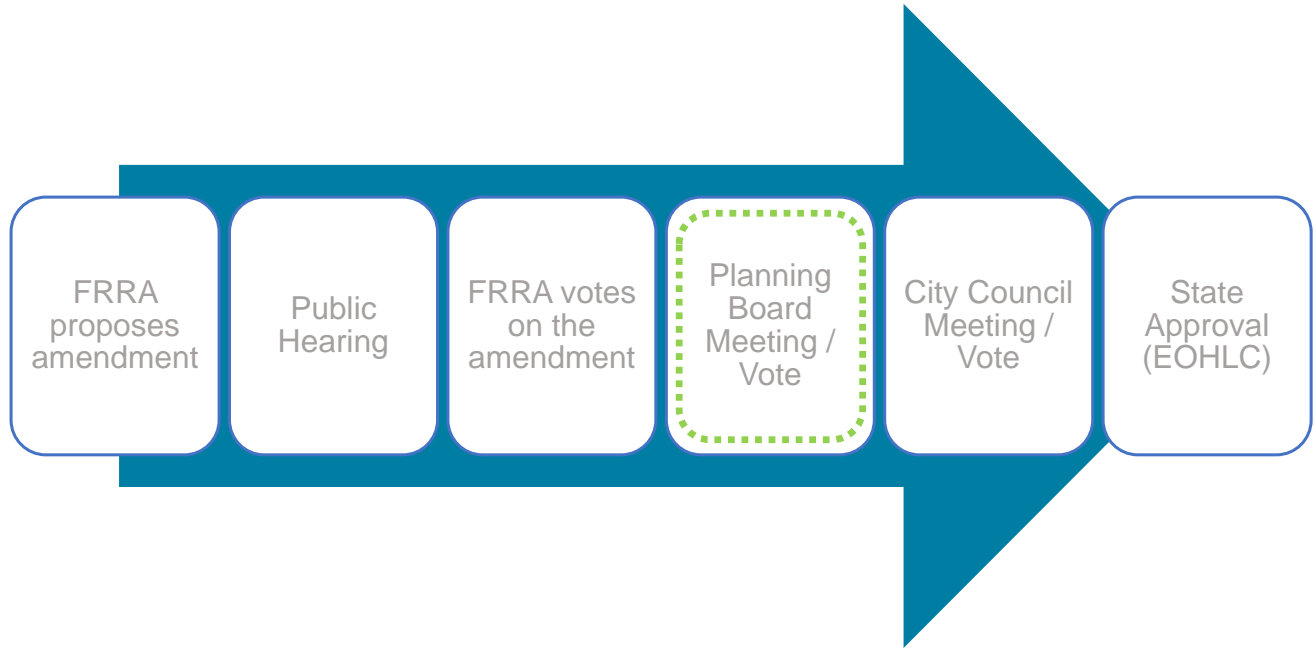 FRRA
proposes
amendment
Public
Hearing
FRRA votes
on the
amendment
Planning
Board
Meeting /
Vote
City Council
Meeting /
Vote
State
Approval
(EOHLC)